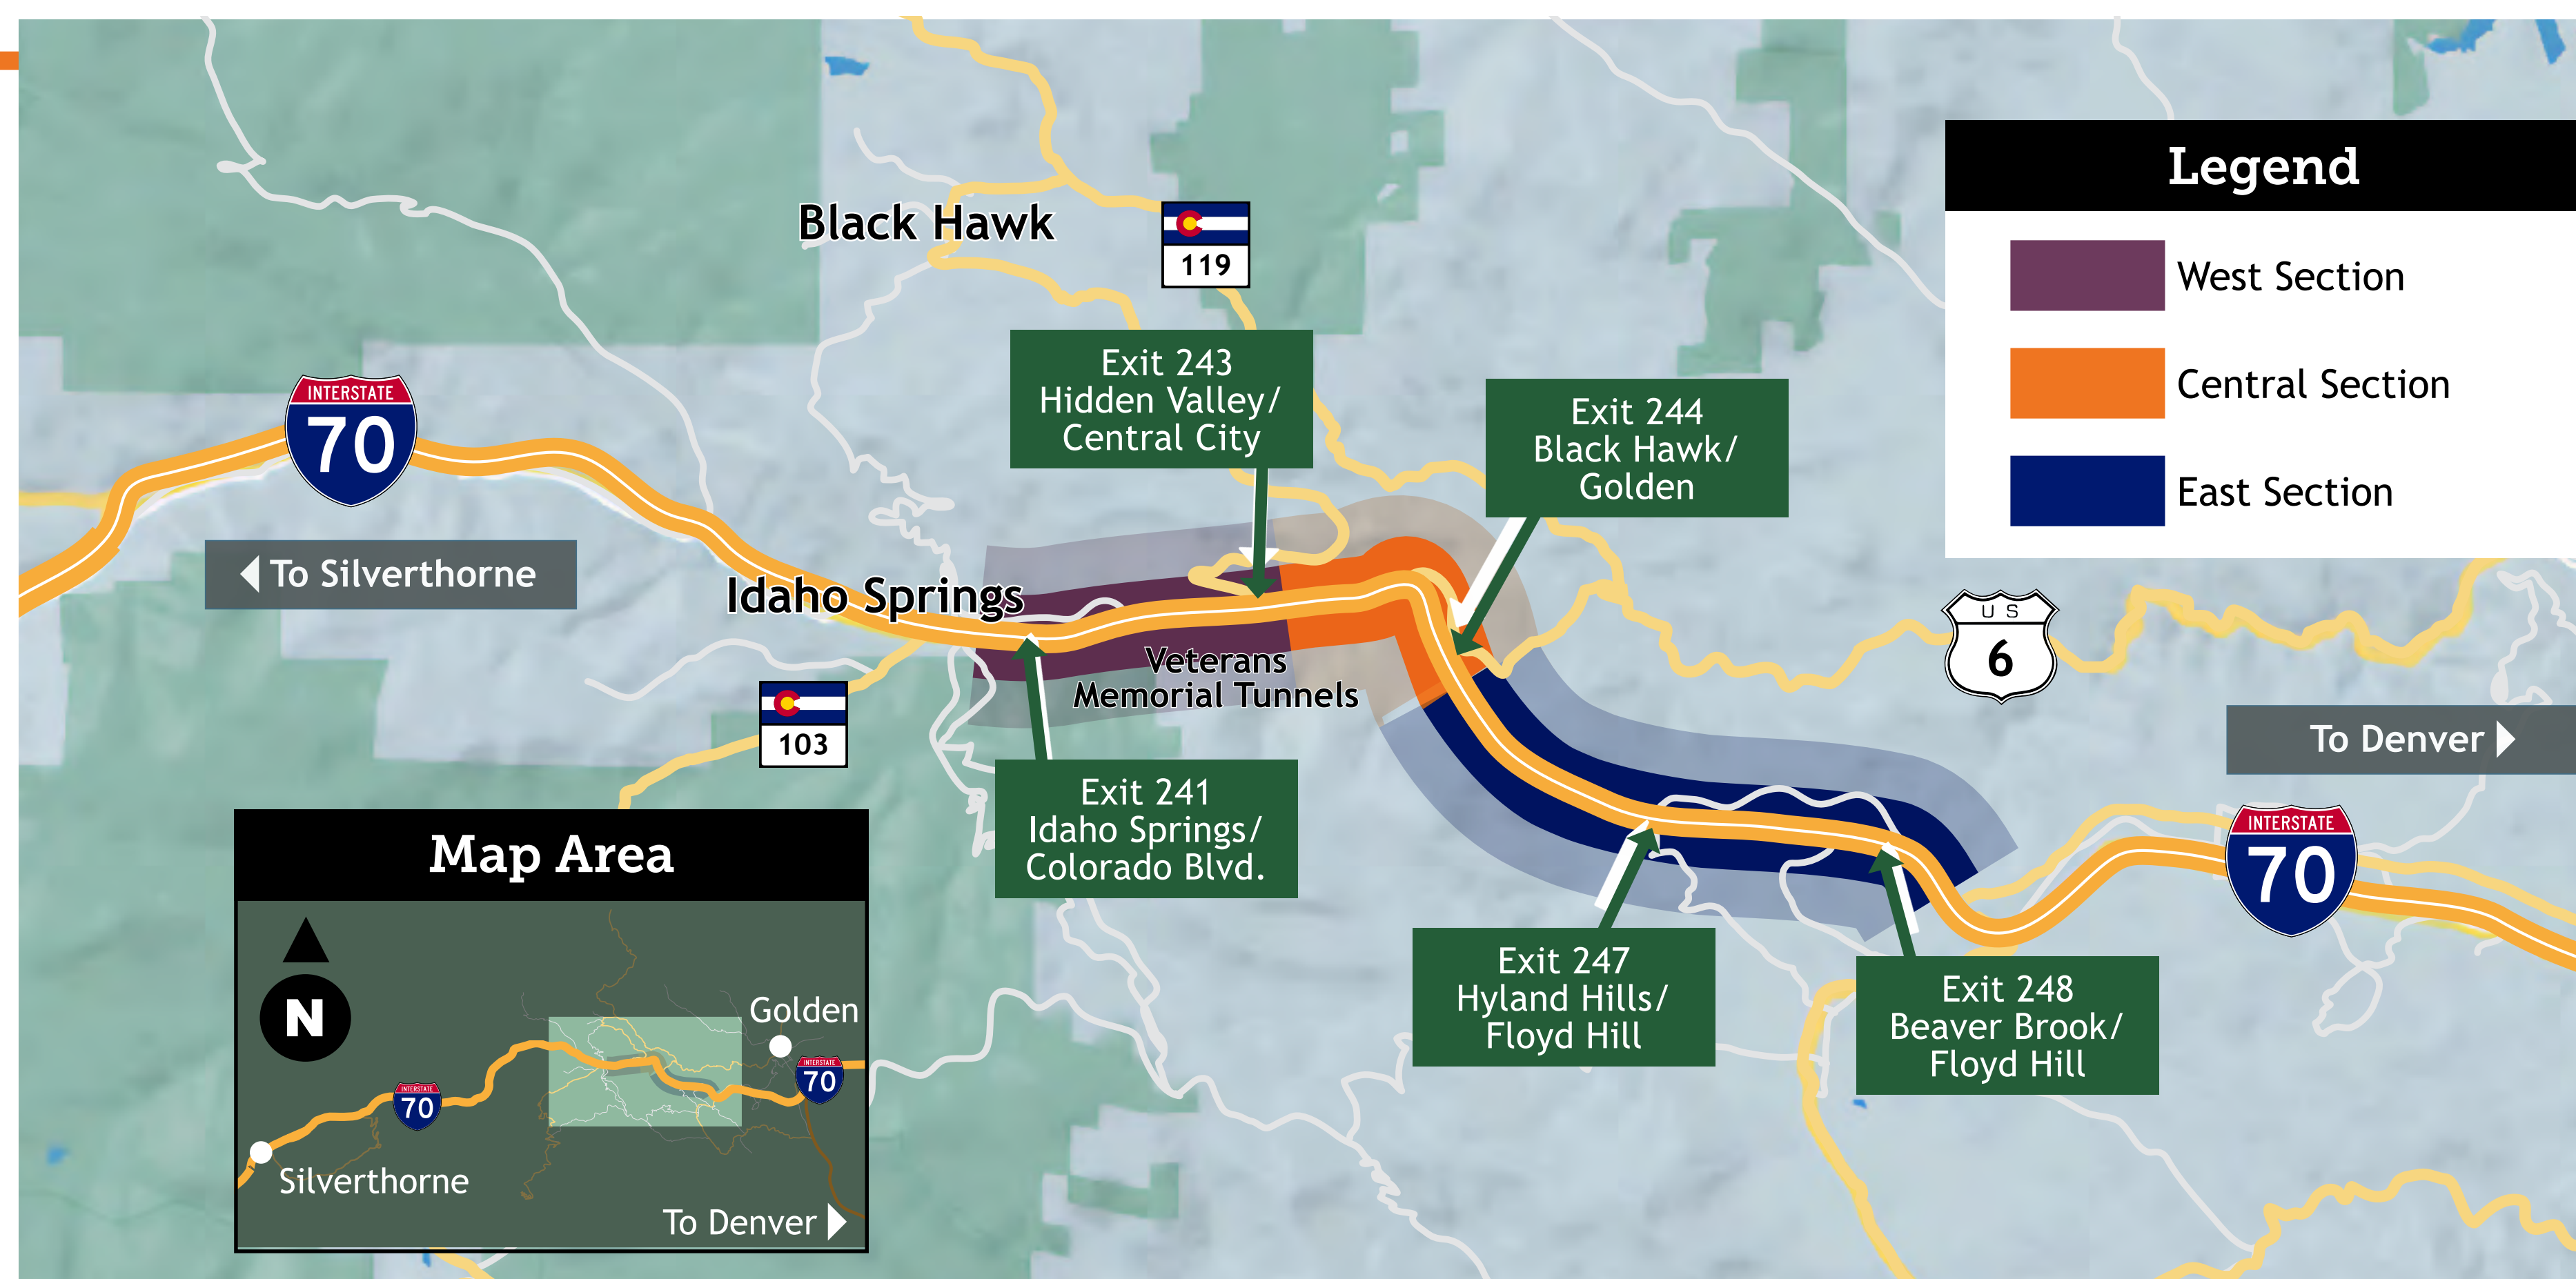 Legend
West Section
Central Section
East Section
Black Hawk
119
Exit 243
Hidden Valley/
Central City
Exit 244
Black Hawk/
Golden
INTERSTATE
70
To Silverthorne
Idaho Springs
Veterans
Memorial Tunnels
US
6
103
To Denver
Exit 241
Idaho Springs/
Colorado Blvd.
INTERSTATE
70
Exit 247
Hyland Hills/
Floyd Hill
Exit 248
Beaver Brook/
Floyd Hill
Map Area
N
Golden
INTERSTATE
70
INTERSTATE
70
Silverthorne
To Denver